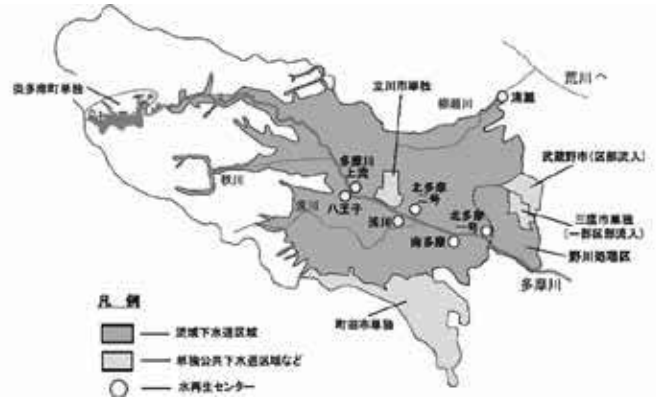 奥多摩町単独
立川市単独
柳瀬川
荒川へ
清瀬
武蔵野市(区部流入)
多摩川
上流
秋川
八王子
北多摩
二号
浅川
浅川
北多摩
一号
三鷹市単独
(一部区部流入)
南多摩
野川処理区
多摩川
町田市単独
凡 例
流域下水道区域
単独公共下水道区域など
水再生センター